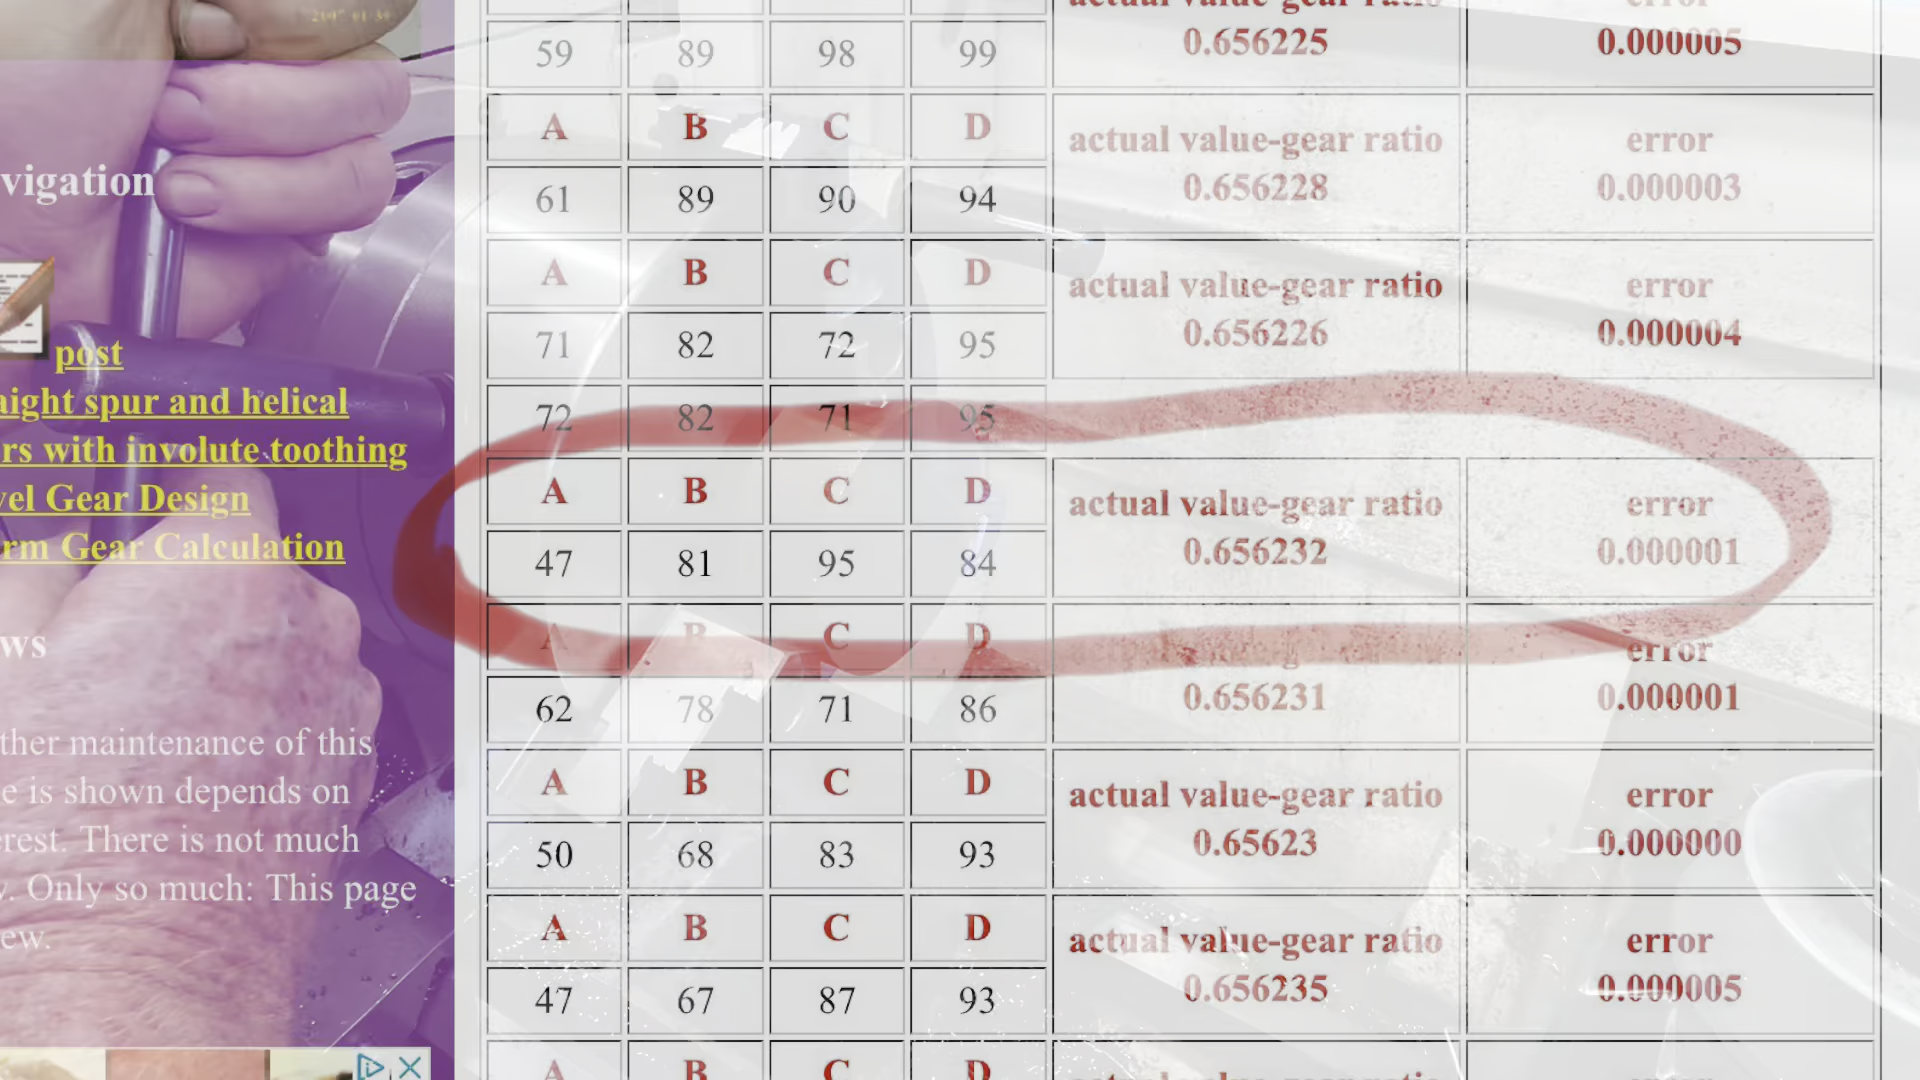 vigation
post
aight spur and helical
rs with involute toothing
vel Gear Design
rm Gear Calculation
ws
ther maintenance of this
e is shown depends on
erest. There is not much
. Only so much: This page
ew.
actual value-gear ratio error
59 89 98 99 0.656225 0.000005
A B C D actual value-gear ratio error
61 89 90 94 0.656228 0.000003
A B C D actual value-gear ratio error
71 82 72 95 0.656226 0.000004
72 82 71 95
A B C D actual value-gear ratio error
47 81 95 84 0.656232 0.000001
A B C D error
62 78 71 86 0.656231 0.000001
A B C D actual value-gear ratio error
50 68 83 93 0.65623 0.000000
A B C D actual value-gear ratio error
47 67 87 93 0.656235 0.000005
A B C D